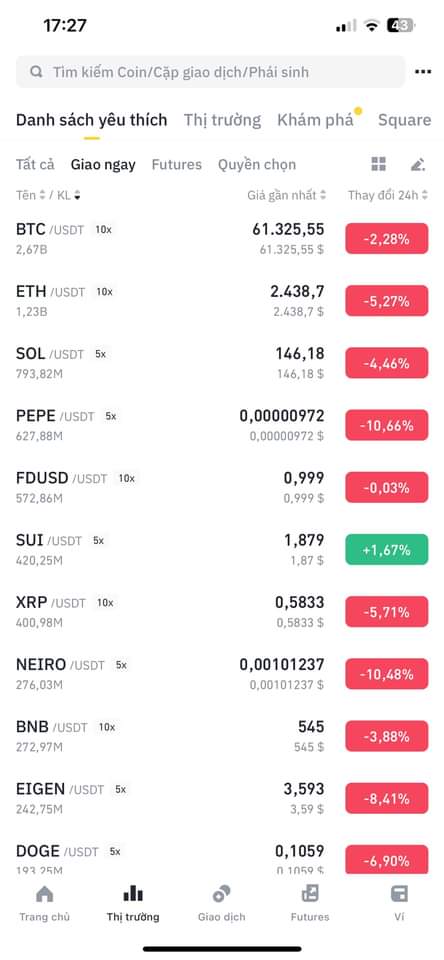 17:27
43
Tìm kiếm Coin/Cặp giao dịch/Phái sinh
Danh sách yêu thích Thị trường Khám phá Square
Tất cả Giao ngay Futures Quyền chọn
Tên / KL Giá gần nhất Thay đổi 24h
BTC /USDT 10x 61.325,55 -2,28%
2,67B 61.325,55 $
ETH /USDT 10x 2.438,7 -5,27%
1,23B 2.438,7 $
SOL /USDT 5x 146,18 -4,46%
793,82M 146,18 $
PEPE /USDT 5x 0,00000972 -10,66%
627,88M 0,00000972 $
FDUSD /USDT 10x 0,999 -0,03%
572,86M 0,999 $
SUI /USDT 5x 1,879 +1,67%
420,25M 1,87 $
XRP /USDT 10x 0,5833 -5,71%
400,98M 0,5833 $
NEIRO /USDT 5x 0,00101237 -10,48%
276,03M 0,00101237 $
BNB /USDT 10x 545 -3,88%
272,97M 545 $
EIGEN /USDT 5x 3,593 -8,41%
242,75M 3,59 $
DOGE /USDT 5x 0,1059 -6,90%
193,25M 0,1059 $
Trang chủ Thị trường Giao dịch Futures Ví